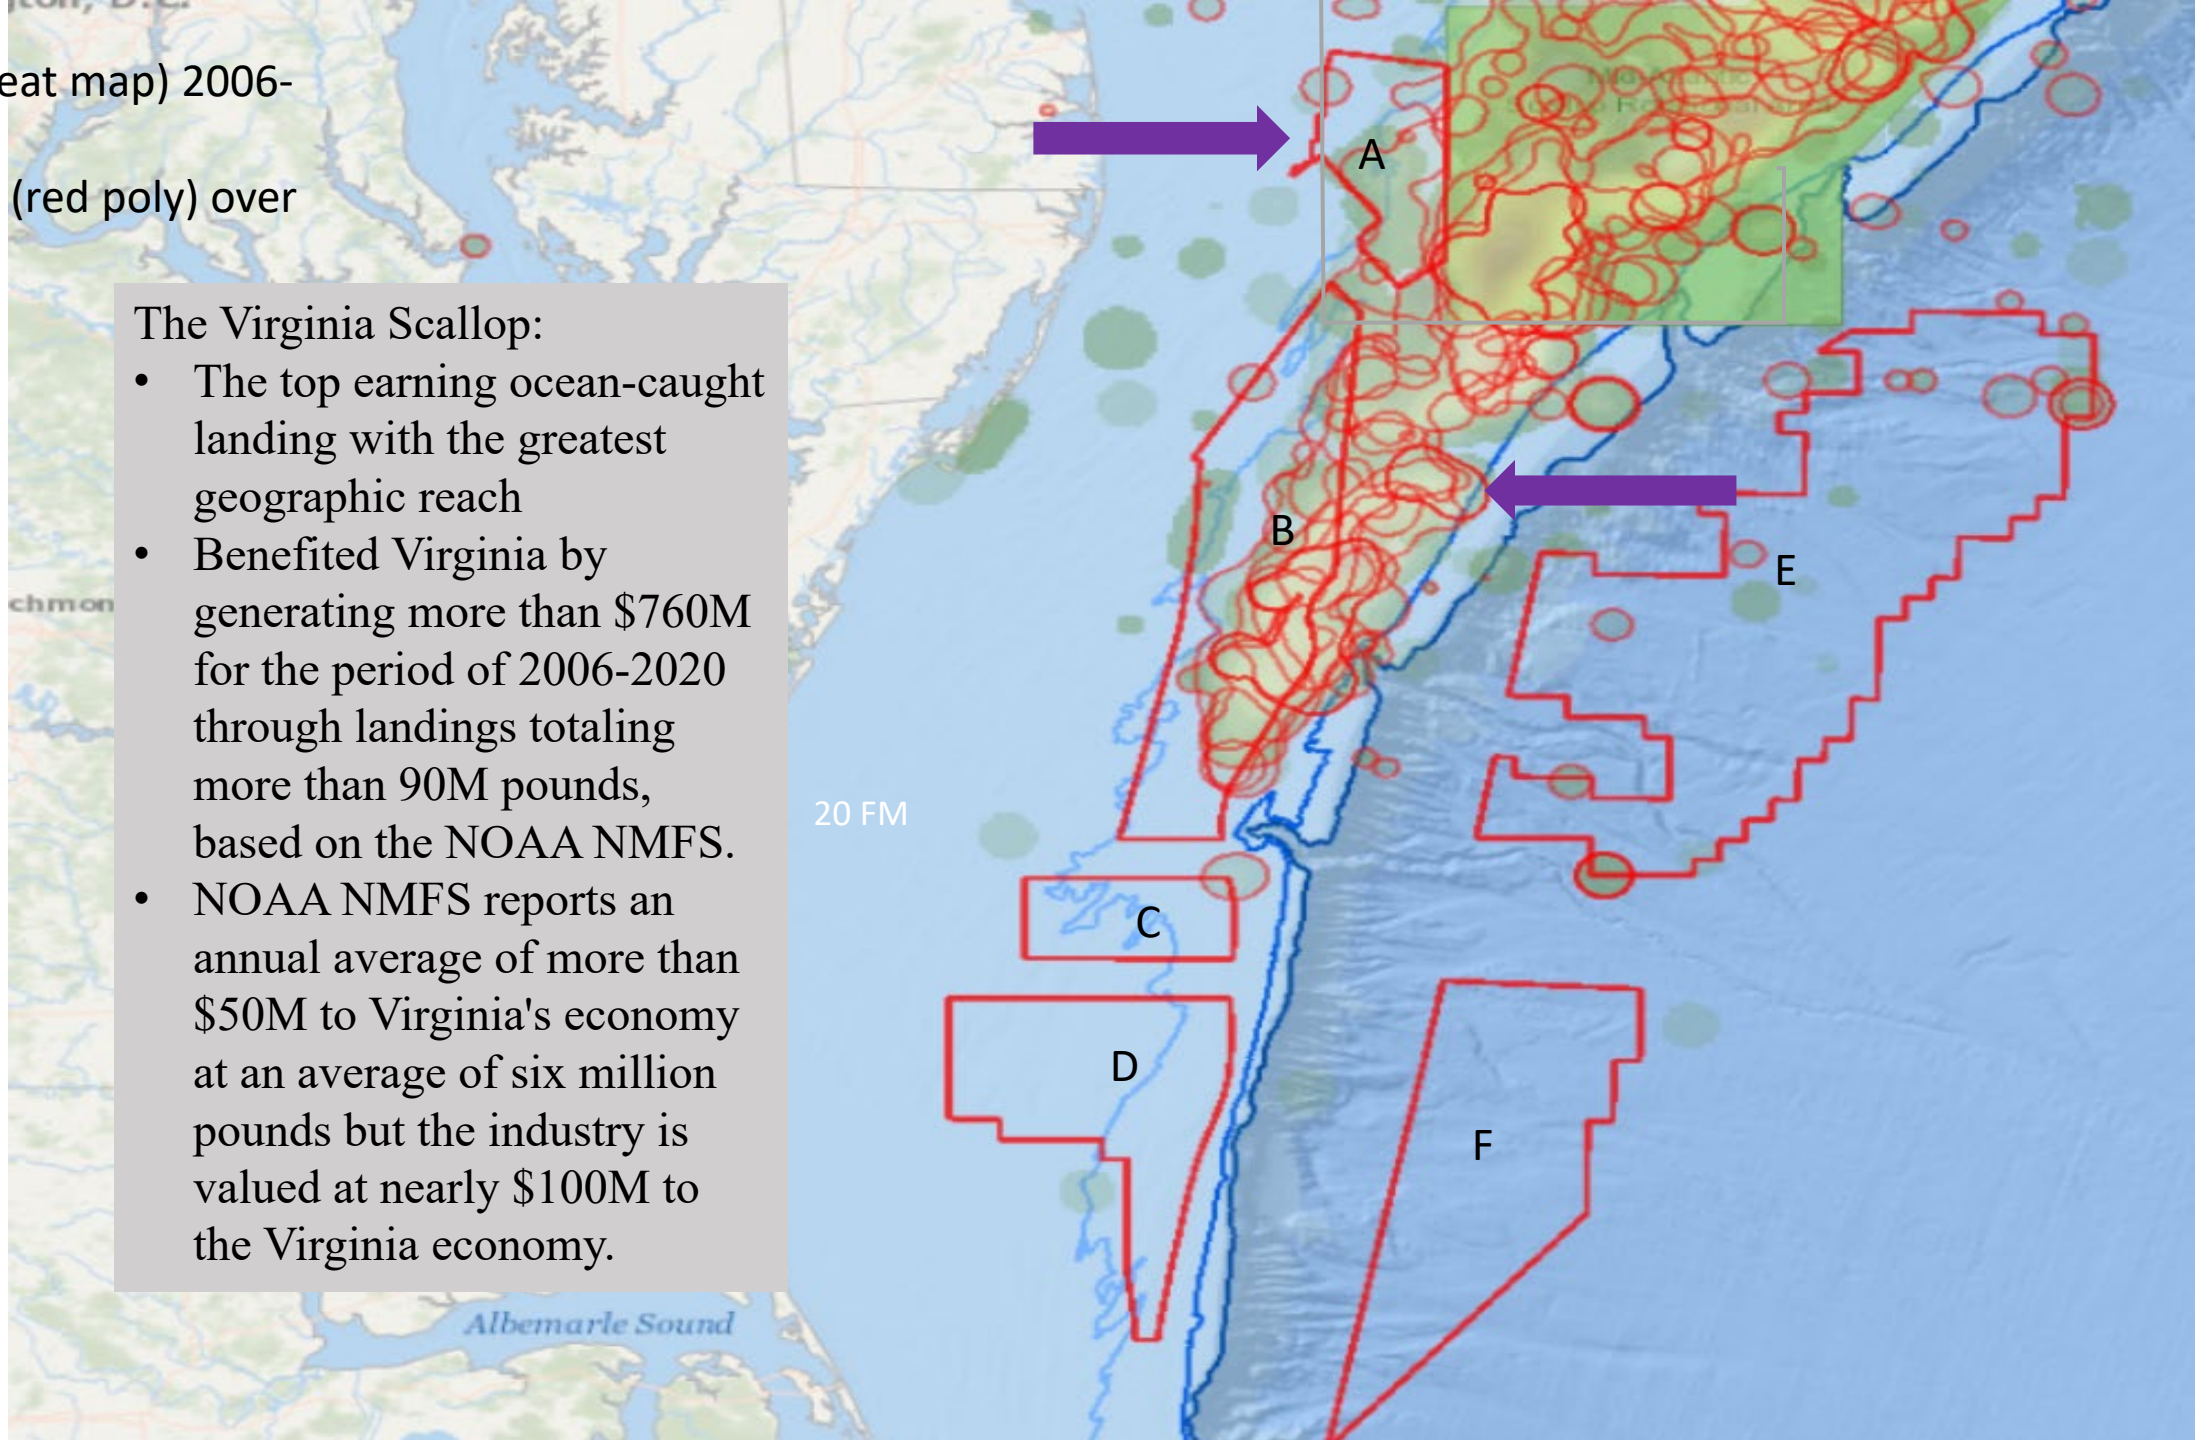 eat map) 2006-
(red poly) over
The Virginia Scallop:
• The top earning ocean-caught
landing with the greatest
geographic reach
• Benefited Virginia by
generating more than $760M
for the period of 2006-2020
through landings totaling
more than 90M pounds,
based on the NOAA NMFS.
• NOAA NMFS reports an
annual average of more than
$50M to Virginia's economy
at an average of six million
pounds but the industry is
valued at nearly $100M to
the Virginia economy.
chmon
A
B
E
20 FM
C
D
F
Albemarle Sound